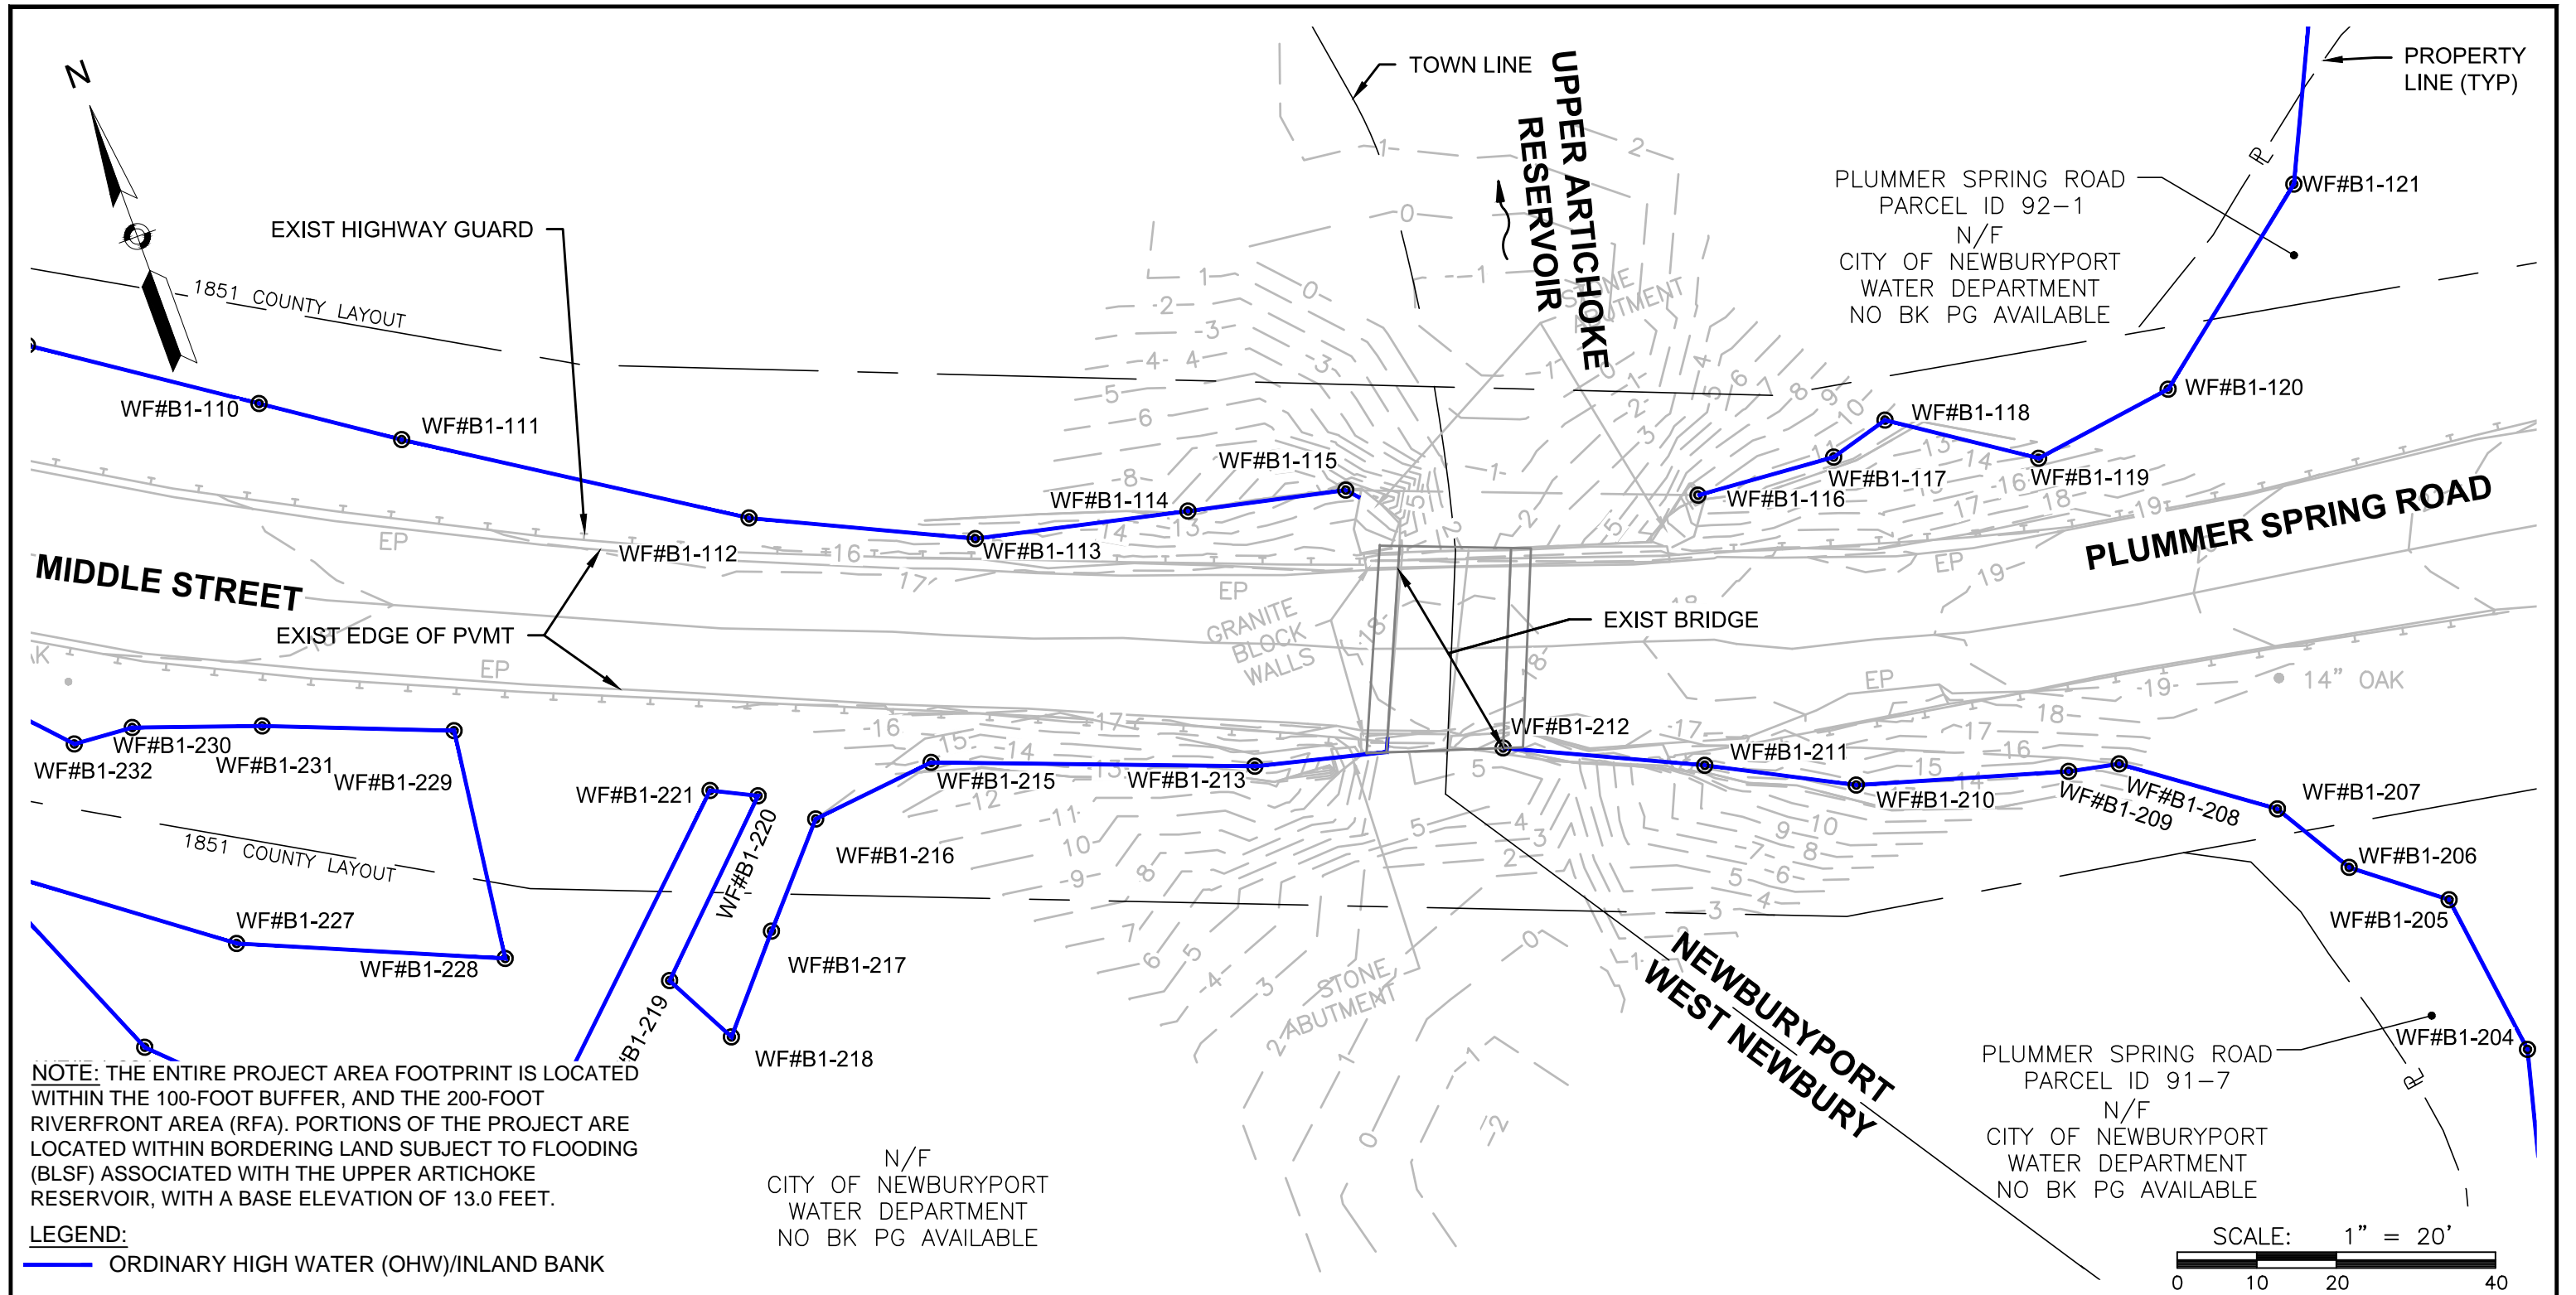 N
TOWN LINE
UPPER ARTICHOKE
RESERVOIR
PROPERTY
LINE (TYP)
PLUMMER SPRING ROAD
PARCEL ID 92-1
N/F
CITY OF NEWBURYPORT
WATER DEPARTMENT
NO BK PG AVAILABLE
WF#B1-121
EXIST HIGHWAY GUARD
1851 COUNTY LAYOUT
STONE
ABUTMENT
WF#B1-110
WF#B1-111
WF#B1-112
WF#B1-113
WF#B1-114
WF#B1-115
WF#B1-116
WF#B1-117
WF#B1-118
WF#B1-119
WF#B1-120
MIDDLE STREET
PLUMMER SPRING ROAD
EP
EP
EP
EP
EP
EXIST EDGE OF PVMT
GRANITE
BLOCK
WALLS
EXIST BRIDGE
14" OAK
WF#B1-232
WF#B1-230
WF#B1-231
WF#B1-229
WF#B1-221
WF#B1-220
WF#B1-215
WF#B1-213
WF#B1-212
WF#B1-211
WF#B1-210
WF#B1-209
WF#B1-208
WF#B1-207
WF#B1-206
WF#B1-205
WF#B1-204
WF#B1-216
WF#B1-217
WF#B1-218
B1-219
1851 COUNTY LAYOUT
WF#B1-227
WF#B1-228
STONE
ABUTMENT
NEWBURYPORT
WEST NEWBURY
PLUMMER SPRING ROAD
PARCEL ID 91-7
N/F
CITY OF NEWBURYPORT
WATER DEPARTMENT
NO BK PG AVAILABLE
N/F
CITY OF NEWBURYPORT
WATER DEPARTMENT
NO BK PG AVAILABLE
NOTE: THE ENTIRE PROJECT AREA FOOTPRINT IS LOCATED
WITHIN THE 100-FOOT BUFFER, AND THE 200-FOOT
RIVERFRONT AREA (RFA). PORTIONS OF THE PROJECT ARE
LOCATED WITHIN BORDERING LAND SUBJECT TO FLOODING
(BLSF) ASSOCIATED WITH THE UPPER ARTICHOKE
RESERVOIR, WITH A BASE ELEVATION OF 13.0 FEET.
LEGEND:
ORDINARY HIGH WATER (OHW)/INLAND BANK
SCALE: 1" = 20'
0 10 20 40